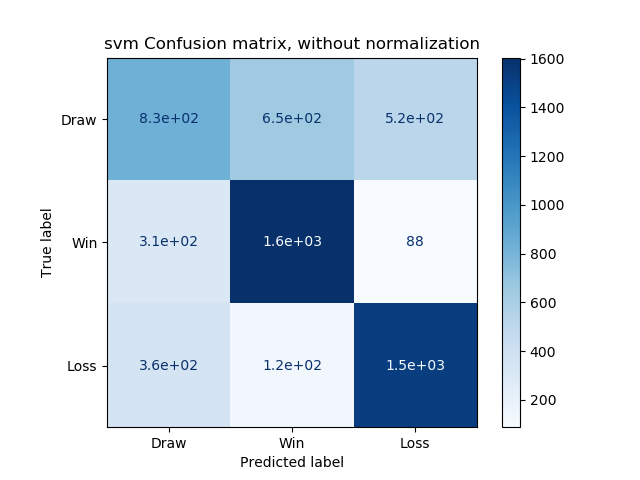 svm Confusion matrix, without normalization
Draw 8.3e+02 6.5e+02 5.2e+02
Win 3.1e+02 1.6e+03 88
Loss 3.6e+02 1.2e+02 1.5e+03
Draw Win Loss
Predicted label
True label
1600
1400
1200
1000
800
600
400
200